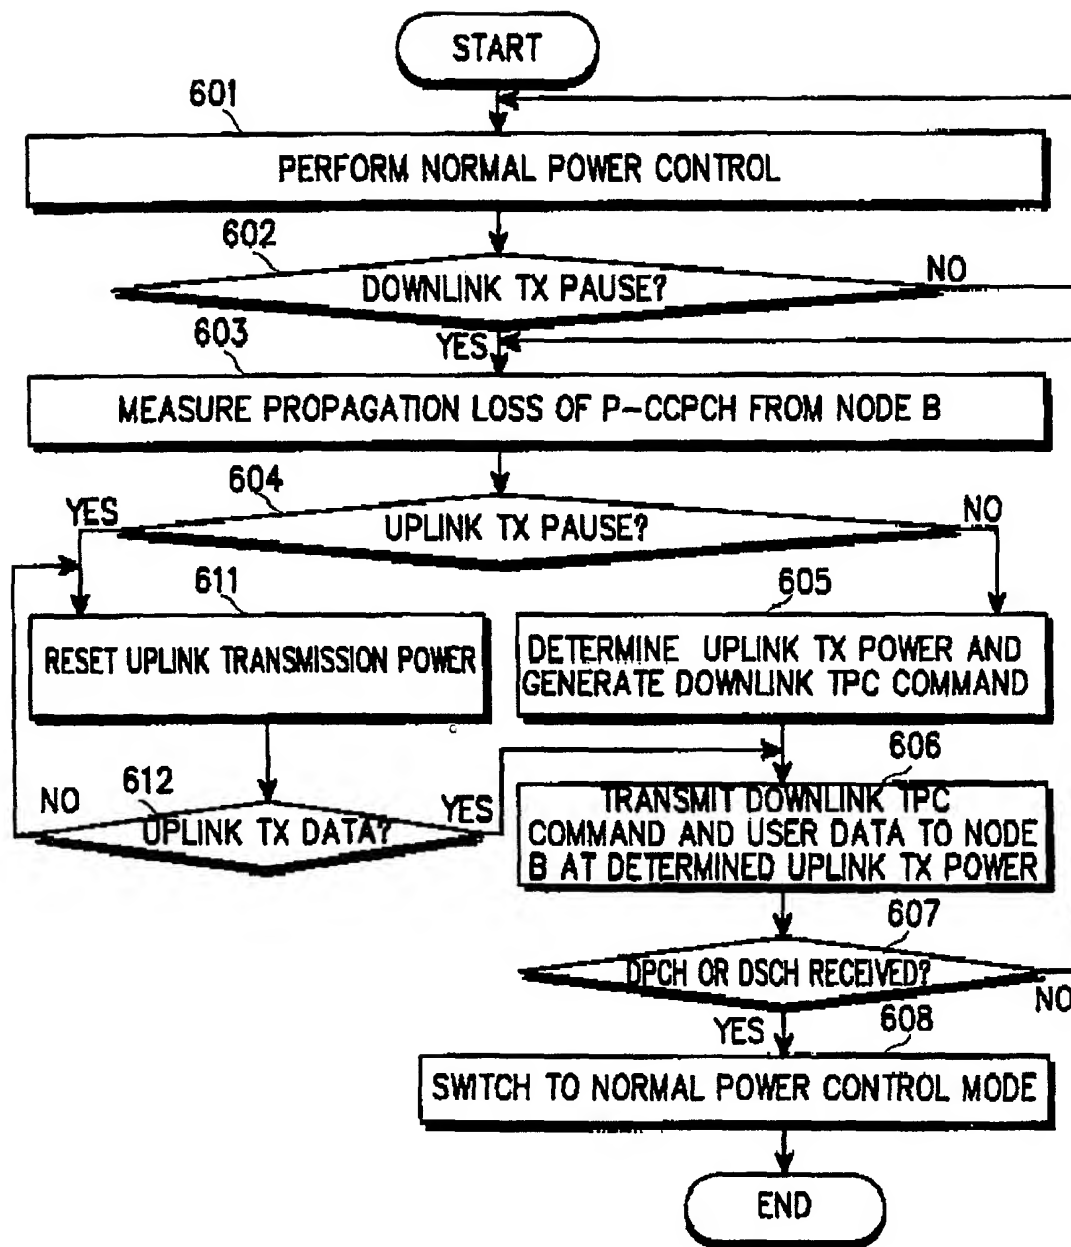 START
601
PERFORM NORMAL POWER CONTROL
602
DOWNLINK TX PAUSE?
NO
YES
603
MEASURE PROPAGATION LOSS OF P-CCPCH FROM NODE B
604
YES
UPLINK TX PAUSE?
NO
611
RESET UPLINK TRANSMISSION POWER
605
DETERMINE UPLINK TX POWER AND
GENERATE DOWNLINK TPC COMMAND
612
NO
UPLINK TX DATA?
YES
606
TRANSMIT DOWNLINK TPC
COMMAND AND USER DATA TO NODE
B AT DETERMINED UPLINK TX POWER
607
DPCH OR DSCH RECEIVED?
NO
YES
608
SWITCH TO NORMAL POWER CONTROL MODE
END